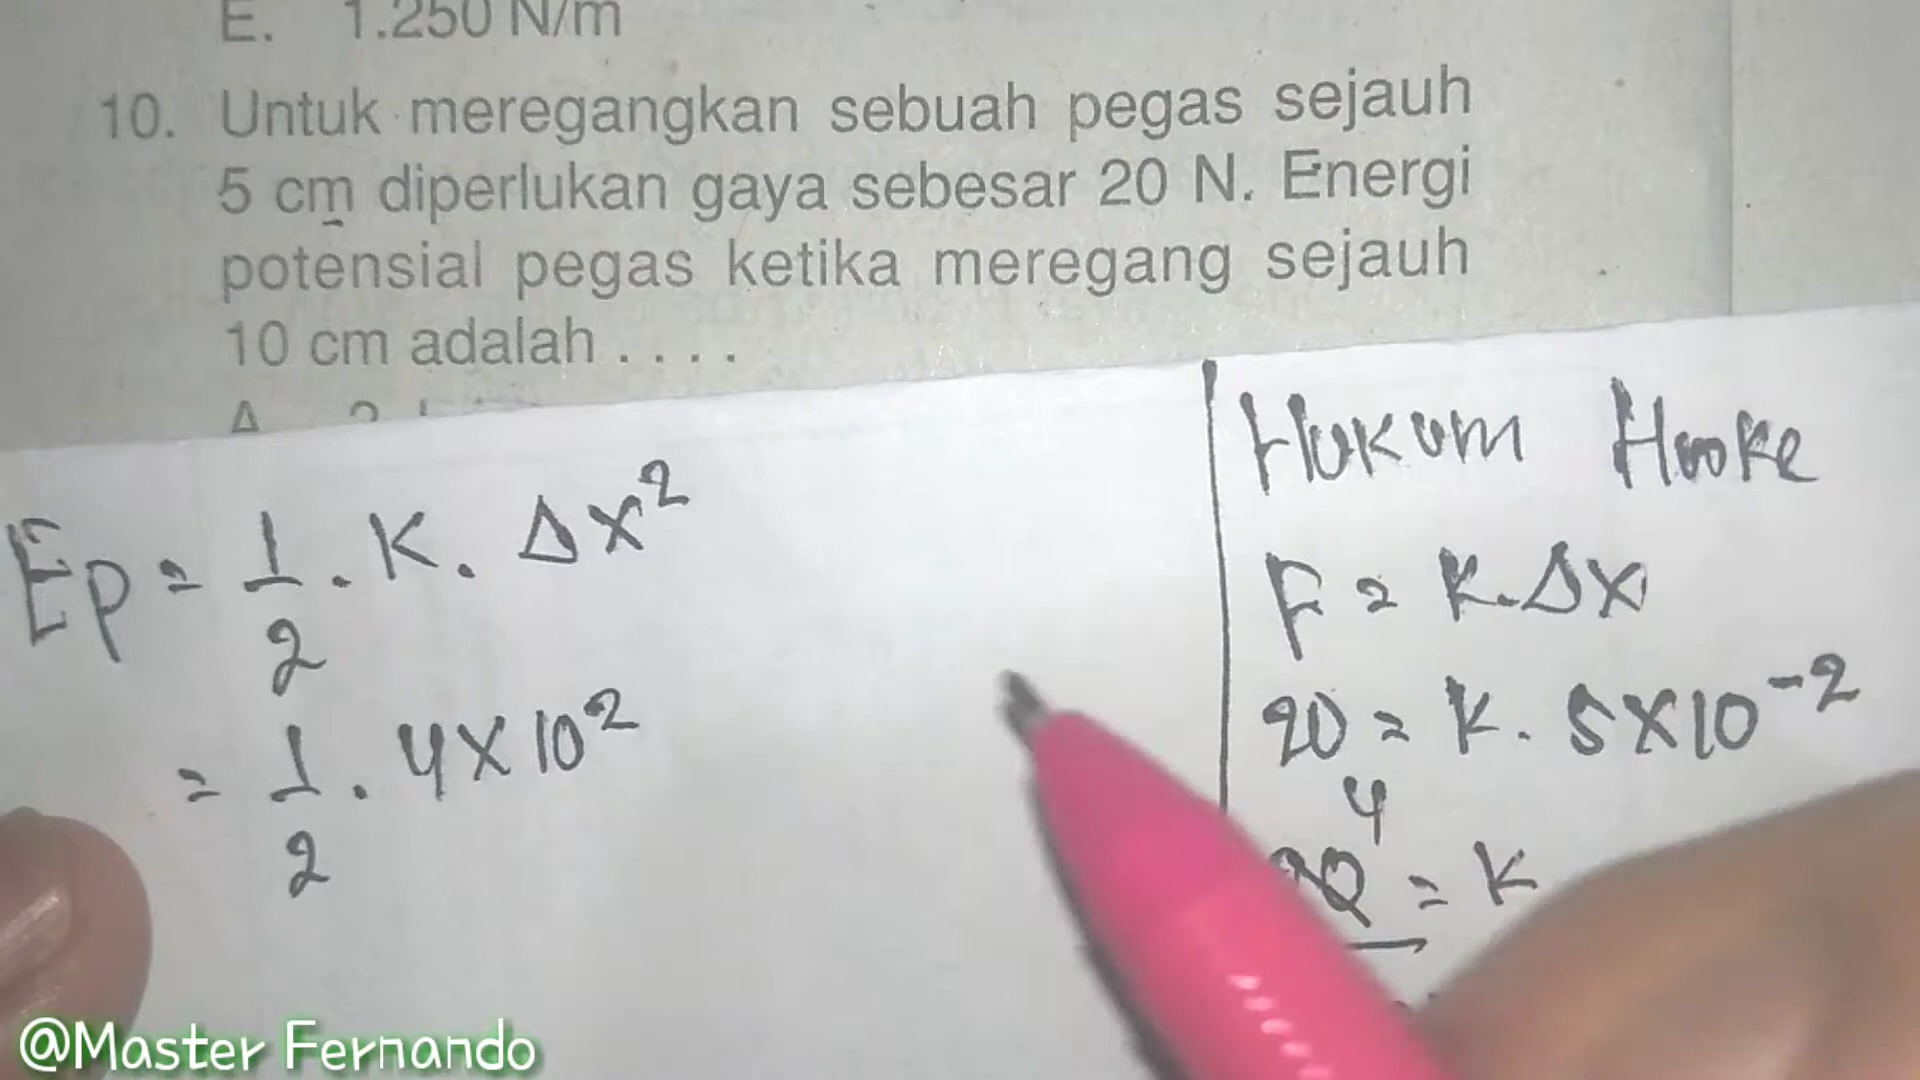 E. 1.250 N/m
10. Untuk meregangkan sebuah pegas sejauh
5 cm diperlukan gaya sebesar 20 N. Energi
potensial pegas ketika meregang sejauh
10 cm adalah . . . .
Ep = 1/2 . K . Δx²
= 1/2 . 4 x 10²
Hukum Hooke
F = K . Δx
20 = K . 5 x 10⁻²
4
20 = K
@Master Fernando